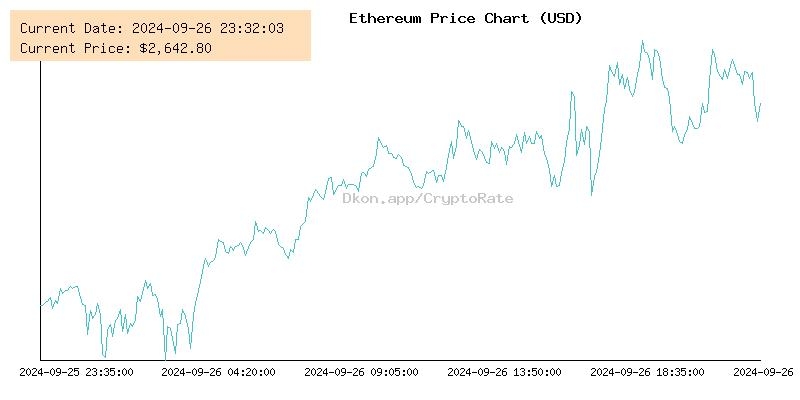 Ethereum Price Chart (USD)
Current Date: 2024-09-26 23:32:03
Current Price: $2,642.80
Dkon.app/CryptoRate
2024-09-25 23:35:00 2024-09-26 04:20:00 2024-09-26 09:05:00 2024-09-26 13:50:00 2024-09-26 18:35:00 2024-09-26